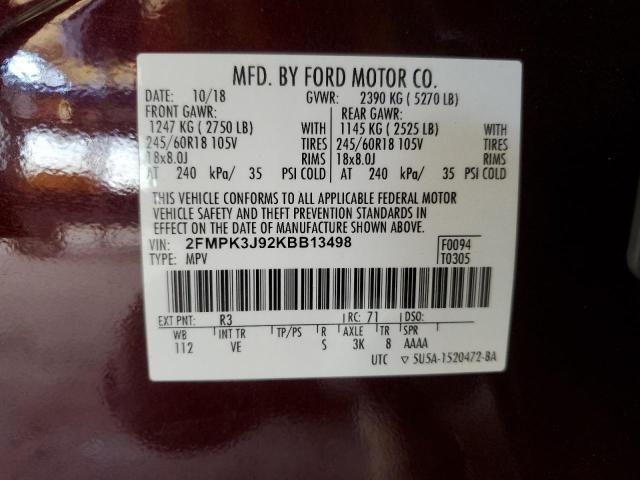 MFD. BY FORD MOTOR CO.
DATE: 10/18 GVWR: 2390 KG ( 5270 LB)
FRONT GAWR: REAR GAWR:
1247 KG ( 2750 LB) WITH 1145 KG ( 2525 LB) WITH
245/60R18 105V TIRES 245/60R18 105V TIRES
18x8.0J RIMS 18x8.0J RIMS
AT 240 kPa/ 35 PSI COLD AT 240 kPa/ 35 PSI COLD
THIS VEHICLE CONFORMS TO ALL APPLICABLE FEDERAL MOTOR
VEHICLE SAFETY AND THEFT PREVENTION STANDARDS IN
EFFECT ON THE DATE OF MANUFACTURE SHOWN ABOVE.
VIN: 2FMPK3J92KBB13498 F0094
TYPE: MPV T0305
EXT PNT: R3 RC: 71 DSO:
WB INT TR TP/PS R AXLE TR SPR
112 VE S 3K 8 AAAA
UTC ▽ 5U5A-1520472-BA